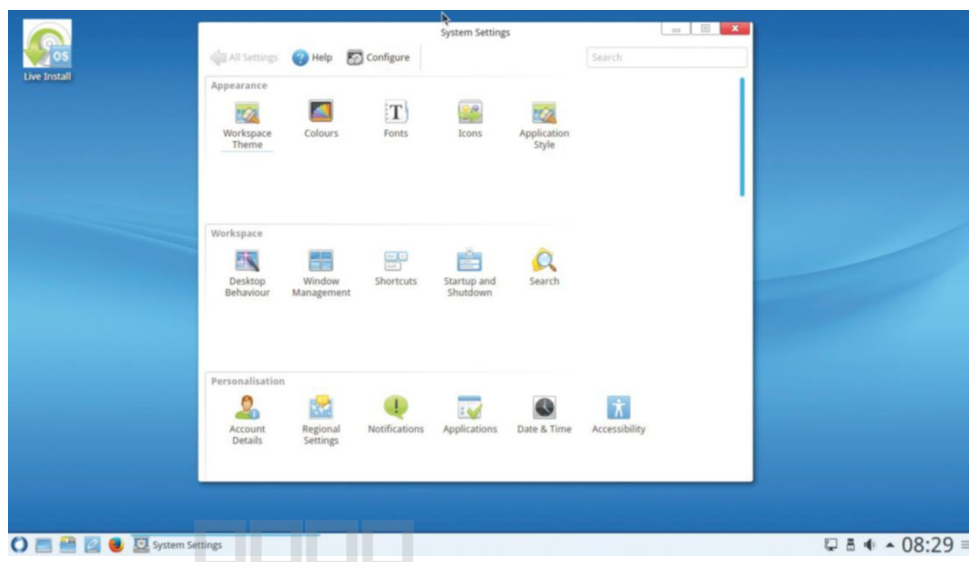 OS
Live Install
System Settings
All Settings
Help
Configure
Search
Appearance
Workspace
Theme
Colours
Fonts
Icons
Application
Style
Workspace
Desktop
Behaviour
Window
Management
Shortcuts
Startup and
Shutdown
Search
Personalisation
Account
Details
Regional
Settings
Notifications
Applications
Date & Time
Accessibility
System Settings
08:29